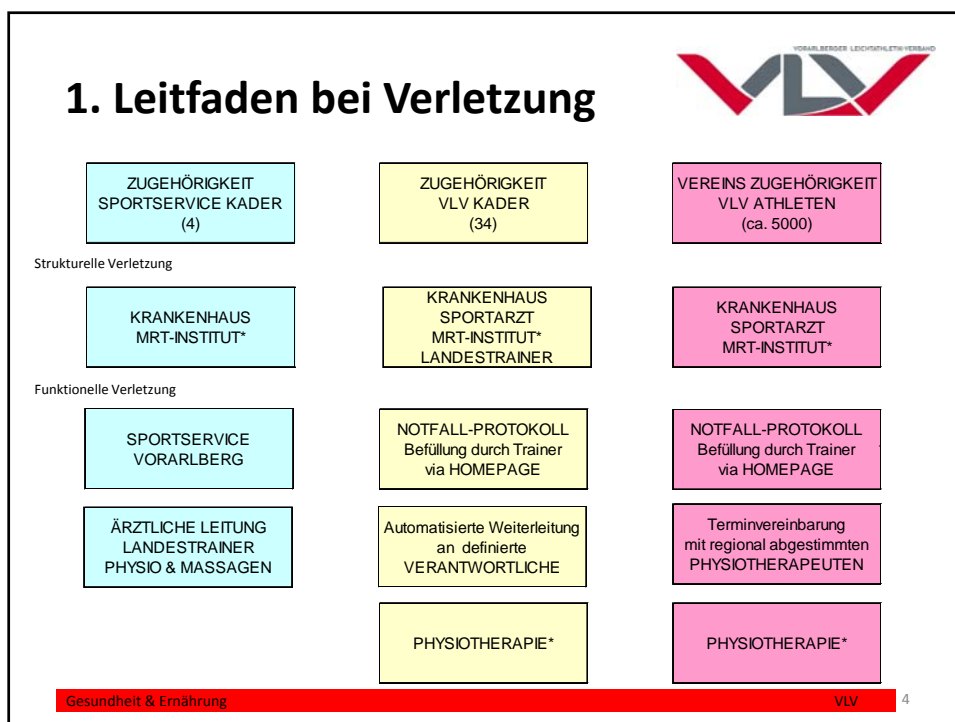 VORARLBERGER LEICHTATHLETIK-VERBAND
VLV
1. Leitfaden bei Verletzung
ZUGEHÖRIGKEIT
SPORTSERVICE KADER
(4)
ZUGEHÖRIGKEIT
VLV KADER
(34)
VEREINS ZUGEHÖRIGKEIT
VLV ATHLETEN
(ca. 5000)
Strukturelle Verletzung
KRANKENHAUS
MRT-INSTITUT*
KRANKENHAUS
SPORTARZT
MRT-INSTITUT*
LANDESTRAINER
KRANKENHAUS
SPORTARZT
MRT-INSTITUT*
Funktionelle Verletzung
SPORTSERVICE
VORARLBERG
NOTFALL-PROTOKOLL
Befüllung durch Trainer
via HOMEPAGE
NOTFALL-PROTOKOLL
Befüllung durch Trainer
via HOMEPAGE
ÄRZTLICHE LEITUNG
LANDESTRAINER
PHYSIO & MASSAGEN
Automatisierte Weiterleitung
an definierte
VERANTWORTLICHE
Terminvereinbarung
mit regional abgestimmten
PHYSIOTHERAPEUTEN
PHYSIOTHERAPIE*
PHYSIOTHERAPIE*
Gesundheit & Ernährung
VLV
4